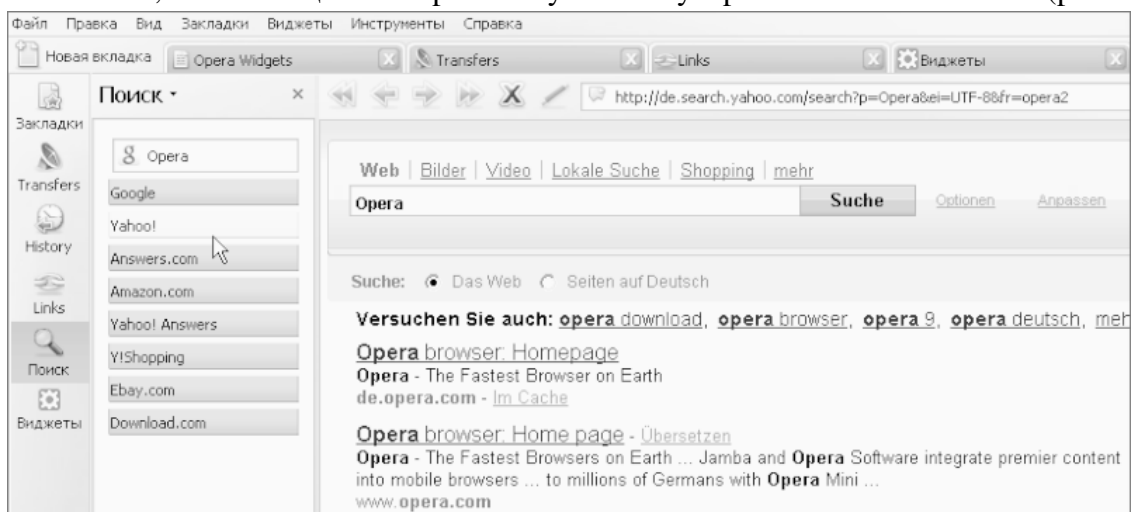 Файл Правка Вид Закладки Виджеты Инструменты Справка
Новая вкладка Opera Widgets Transfers Links Виджеты
Закладки
Transfers
History
Links
Поиск
Виджеты
Поиск
Opera
Google
Yahoo!
Answers.com
Amazon.com
Yahoo! Answers
Y!Shopping
Ebay.com
Download.com
http://de.search.yahoo.com/search?p=Opera&ei=UTF-8&fr=opera2
Web | Bilder | Video | Lokale Suche | Shopping | mehr
Opera Suche Optionen Anpassen
Suche: Das Web Seiten auf Deutsch
Versuchen Sie auch: opera download, opera browser, opera 9, opera deutsch, meh
Opera browser: Homepage
Opera - The Fastest Browser on Earth
de.opera.com - Im Cache
Opera browser: Home page - Übersetzen
Opera - The Fastest Browsers on Earth ... Jamba and Opera Software integrate premier content
into mobile browsers ... to millions of Germans with Opera Mini ...
www.opera.com